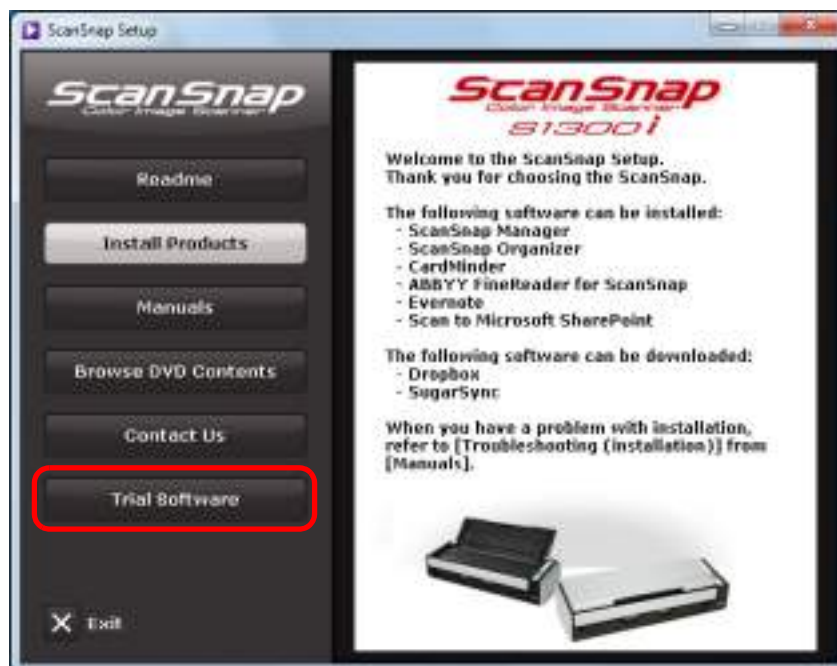 ScanSnap Setup
ScanSnap
Color Image Scanner
Readme
Install Products
Manuals
Browse DVD Contents
Contact Us
Trial Software
Exit
ScanSnap
Color Image Scanner
S1300i
Welcome to the ScanSnap Setup.
Thank you for choosing the ScanSnap.
The following software can be installed:
- ScanSnap Manager
- ScanSnap Organizer
- CardMinder
- ABBYY FineReader for ScanSnap
- Evernote
- Scan to Microsoft SharePoint
The following software can be downloaded:
- Dropbox
- SugarSync
When you have a problem with installation,
refer to [Troubleshooting (installation)] from
[Manuals].